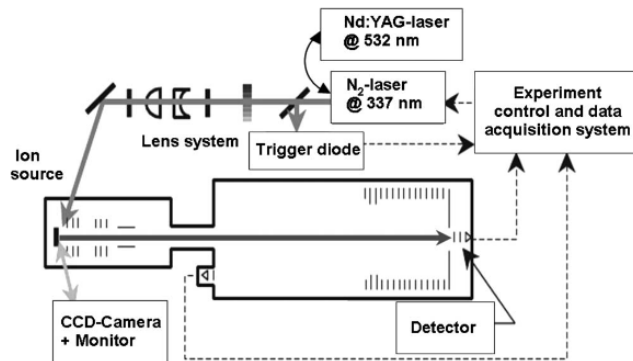 Nd:YAG-laser
@ 532 nm
N₂-laser
@ 337 nm
Experiment
control and data
acquisition system
Lens system
Trigger diode
Ion
source
CCD-Camera
+ Monitor
Detector